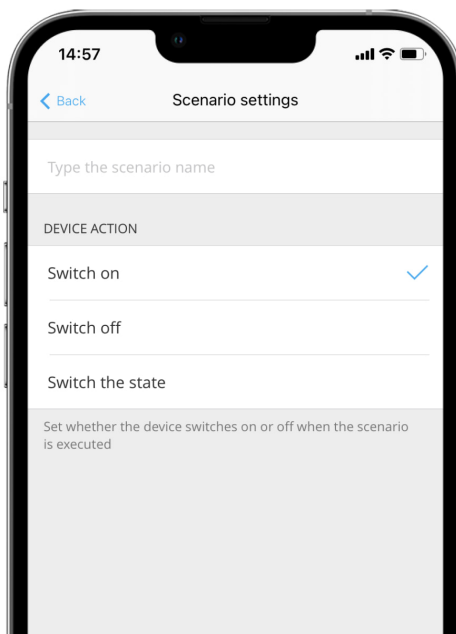 14:57
Back
Scenario settings
Type the scenario name
DEVICE ACTION
Switch on
Switch off
Switch the state
Set whether the device switches on or off when the scenario
is executed